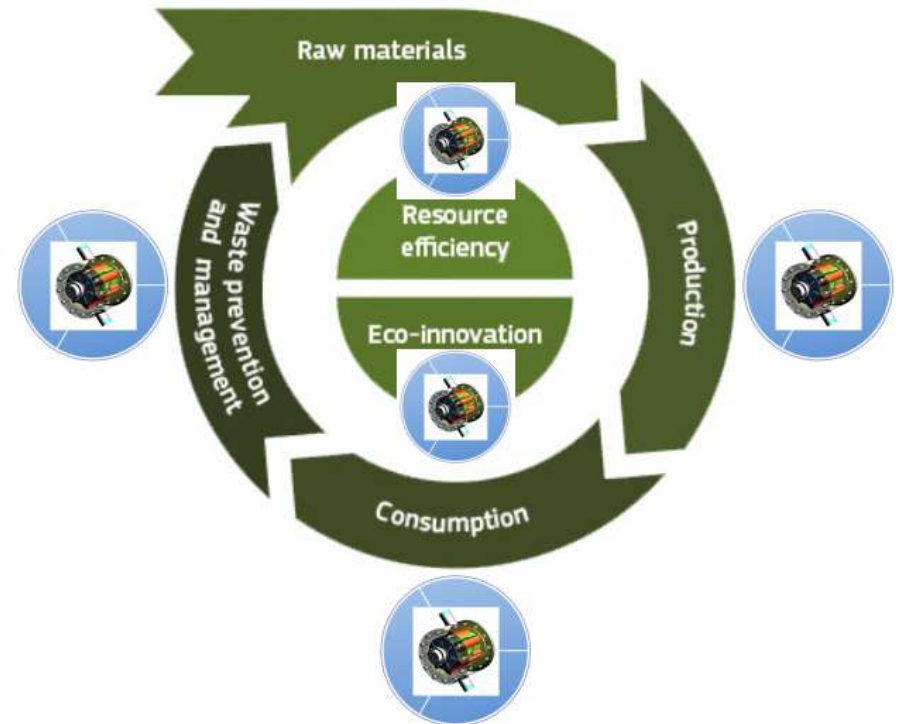 Raw materials
Resource
efficiency
Production
Eco-innovation
Waste prevention
and management
Consumption